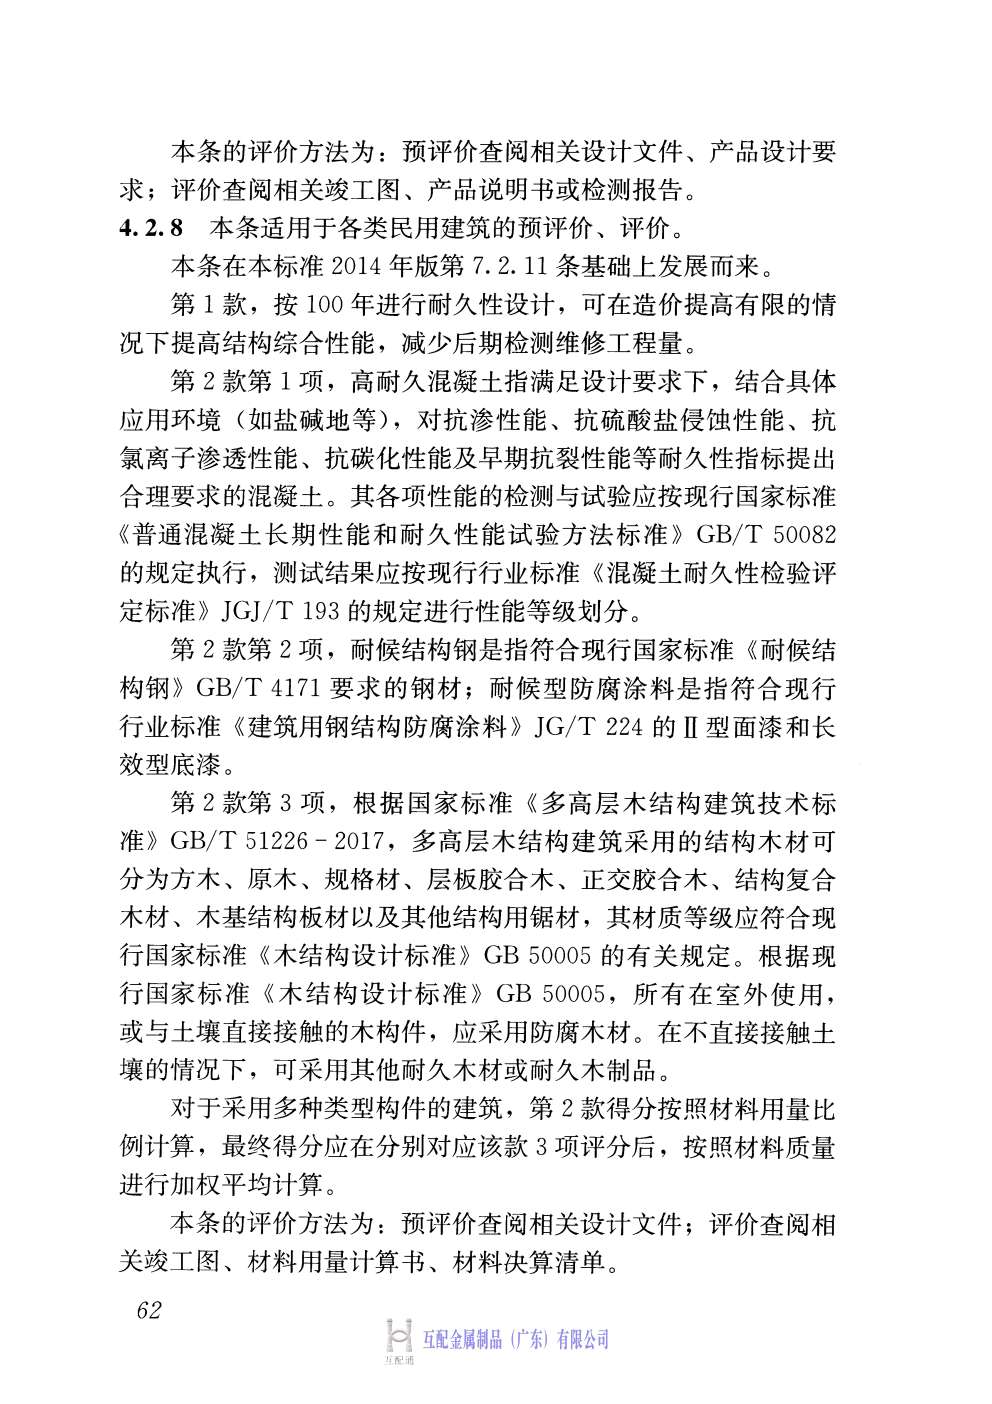 本条的评价方法为：预评价查阅相关设计文件、产品设计要
求；评价查阅相关竣工图、产品说明书或检测报告。
4.2.8 本条适用于各类民用建筑的预评价、评价。
本条在本标准 2014 年版第 7.2.11 条基础上发展而来。
第 1 款，按 100 年进行耐久性设计，可在造价提高有限的情
况下提高结构综合性能，减少后期检测维修工程量。
第 2 款第 1 项，高耐久混凝土指满足设计要求下，结合具体
应用环境（如盐碱地等），对抗渗性能、抗硫酸盐侵蚀性能、抗
氯离子渗透性能、抗碳化性能及早期抗裂性能等耐久性指标提出
合理要求的混凝土。其各项性能的检测与试验应按现行国家标准
《普通混凝土长期性能和耐久性能试验方法标准》GB/T 50082
的规定执行，测试结果应按现行行业标准《混凝土耐久性检验评
定标准》JGJ/T 193 的规定进行性能等级划分。
第 2 款第 2 项，耐候结构钢是指符合现行国家标准《耐候结
构钢》GB/T 4171 要求的钢材；耐候型防腐涂料是指符合现行
行业标准《建筑用钢结构防腐涂料》JG/T 224 的Ⅱ型面漆和长
效型底漆。
第 2 款第 3 项，根据国家标准《多高层木结构建筑技术标
准》GB/T 51226－2017，多高层木结构建筑采用的结构木材可
分为方木、原木、规格材、层板胶合木、正交胶合木、结构复合
木材、木基结构板材以及其他结构用锯材，其材质等级应符合现
行国家标准《木结构设计标准》GB 50005 的有关规定。根据现
行国家标准《木结构设计标准》GB 50005，所有在室外使用，
或与土壤直接接触的木构件，应采用防腐木材。在不直接接触土
壤的情况下，可采用其他耐久木材或耐久木制品。
对于采用多种类型构件的建筑，第 2 款得分按照材料用量比
例计算，最终得分应在分别对应该款 3 项评分后，按照材料质量
进行加权平均计算。
本条的评价方法为：预评价查阅相关设计文件；评价查阅相
关竣工图、材料用量计算书、材料决算清单。
62
互配金属制品（广东）有限公司
互配通